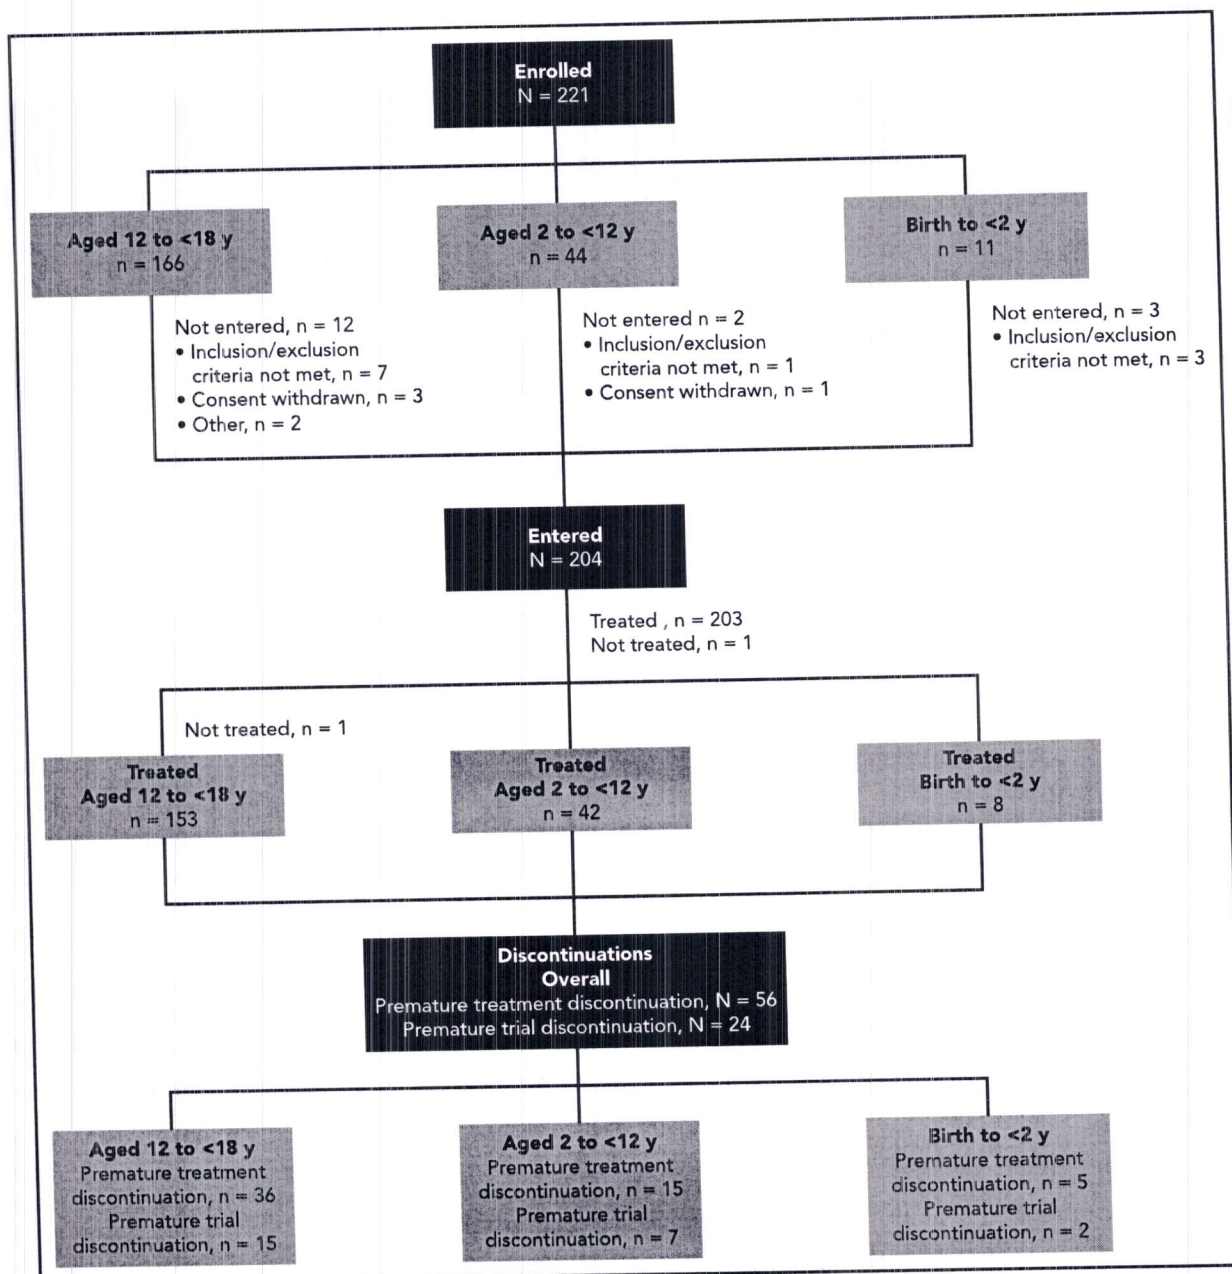 Enrolled
N = 221
Aged 12 to <18 y
n = 166
Aged 2 to <12 y
n = 44
Birth to <2 y
n = 11
Not entered, n = 12
• Inclusion/exclusion
criteria not met, n = 7
• Consent withdrawn, n = 3
• Other, n = 2
Not entered n = 2
• Inclusion/exclusion
criteria not met, n = 1
• Consent withdrawn, n = 1
Not entered, n = 3
• Inclusion/exclusion
criteria not met, n = 3
Entered
N = 204
Treated , n = 203
Not treated, n = 1
Not treated, n = 1
Treated
Aged 12 to <18 y
n = 153
Treated
Aged 2 to <12 y
n = 42
Treated
Birth to <2 y
n = 8
Discontinuations
Overall
Premature treatment discontinuation, N = 56
Premature trial discontinuation, N = 24
Aged 12 to <18 y
Premature treatment
discontinuation, n = 36
Premature trial
discontinuation, n = 15
Aged 2 to <12 y
Premature treatment
discontinuation, n = 15
Premature trial
discontinuation, n = 7
Birth to <2 y
Premature treatment
discontinuation, n = 5
Premature trial
discontinuation, n = 2